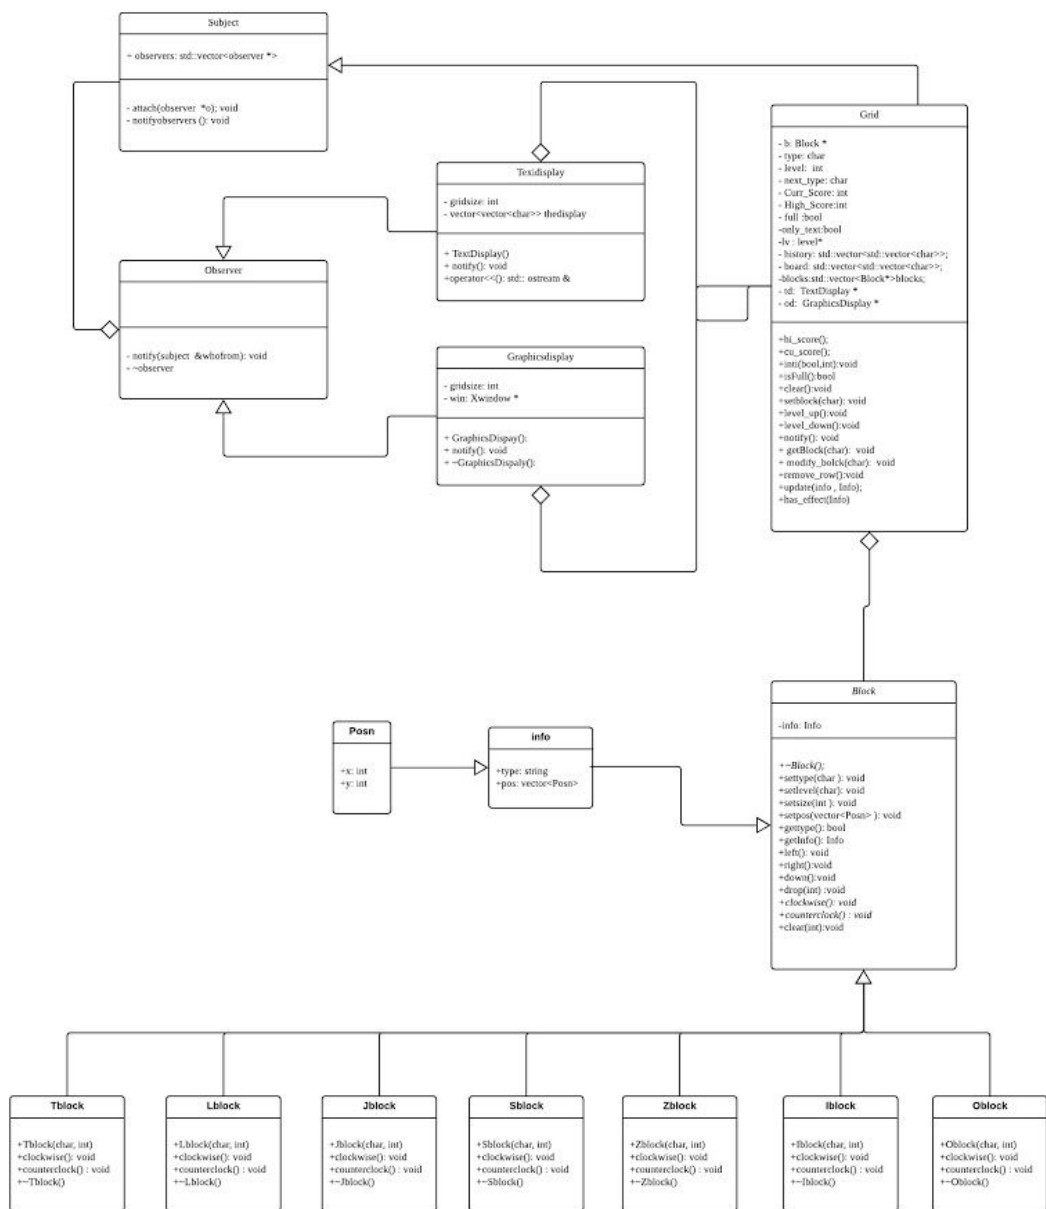 Subject
+ observers: std::vector<observer *>
- attach(observer *o); void
- notifyobservers (): void
Observer
- notify(subject &whofrom): void
- ~observer
Textdisplay
- gridsize: int
- vector<vector<char>> thedisplay
+ TextDisplay()
+ notify(): void
+operator<<(): std:: ostream &
Graphicsdisplay
- gridsize: int
- win: Xwindow *
+ GraphicsDispay():
+ notify(): void
+ ~GraphicsDispaly():
Grid
- b: Block *
- type: char
- level: int
- next_type: char
- Curr_Score: int
- High_Score:int
- full :bool
-only_text:bool
-lv : level*
- history: std::vector<std::vector<char>>;
- board: std::vector<std::vector<char>>;
-blocks:std::vector<Block*>blocks;
- td: TextDisplay *
- od: GraphicsDisplay *
+hi_score();
+cu_score();
+inti(bool,int):void
+isFull():bool
+clear():void
+setblock(char): void
+level_up():void
+level_down():void
+notify(): void
+ getBlock(char): void
+ modify_bolck(char): void
+remove_row():void
+update(info , Info);
+has_effect(Info)
Posn
+x: int
+y: int
info
+type: string
+pos: vector<Posn>
Block
-info: Info
+~Block();
+settype(char ): void
+setlevel(char): void
+setsize(int ): void
+setpos(vector<Posn> ): void
+gettype(): bool
+getInfo(): Info
+left(): void
+right():void
+down():void
+drop(int) :void
+clockwise(): void
+counterclock() : void
+clear(int):void
Tblock
+Tblock(char, int)
+clockwise(): void
+counterclock() : void
+~Tblock()
Lblock
+Lblock(char, int)
+clockwise(): void
+counterclock() : void
+~Lblock()
Jblock
+Jblock(char, int)
+clockwise(): void
+counterclock() : void
+~Jblock()
Sblock
+Sblock(char, int)
+clockwise(): void
+counterclock() : void
+~Sblock()
Zblock
+Zblock(char, int)
+clockwise(): void
+counterclock() : void
+~Zblock()
Iblock
+Iblock(char, int)
+clockwise(): void
+counterclock() : void
+~Iblock()
Oblock
+Oblock(char, int)
+clockwise(): void
+counterclock() : void
+~Oblock()